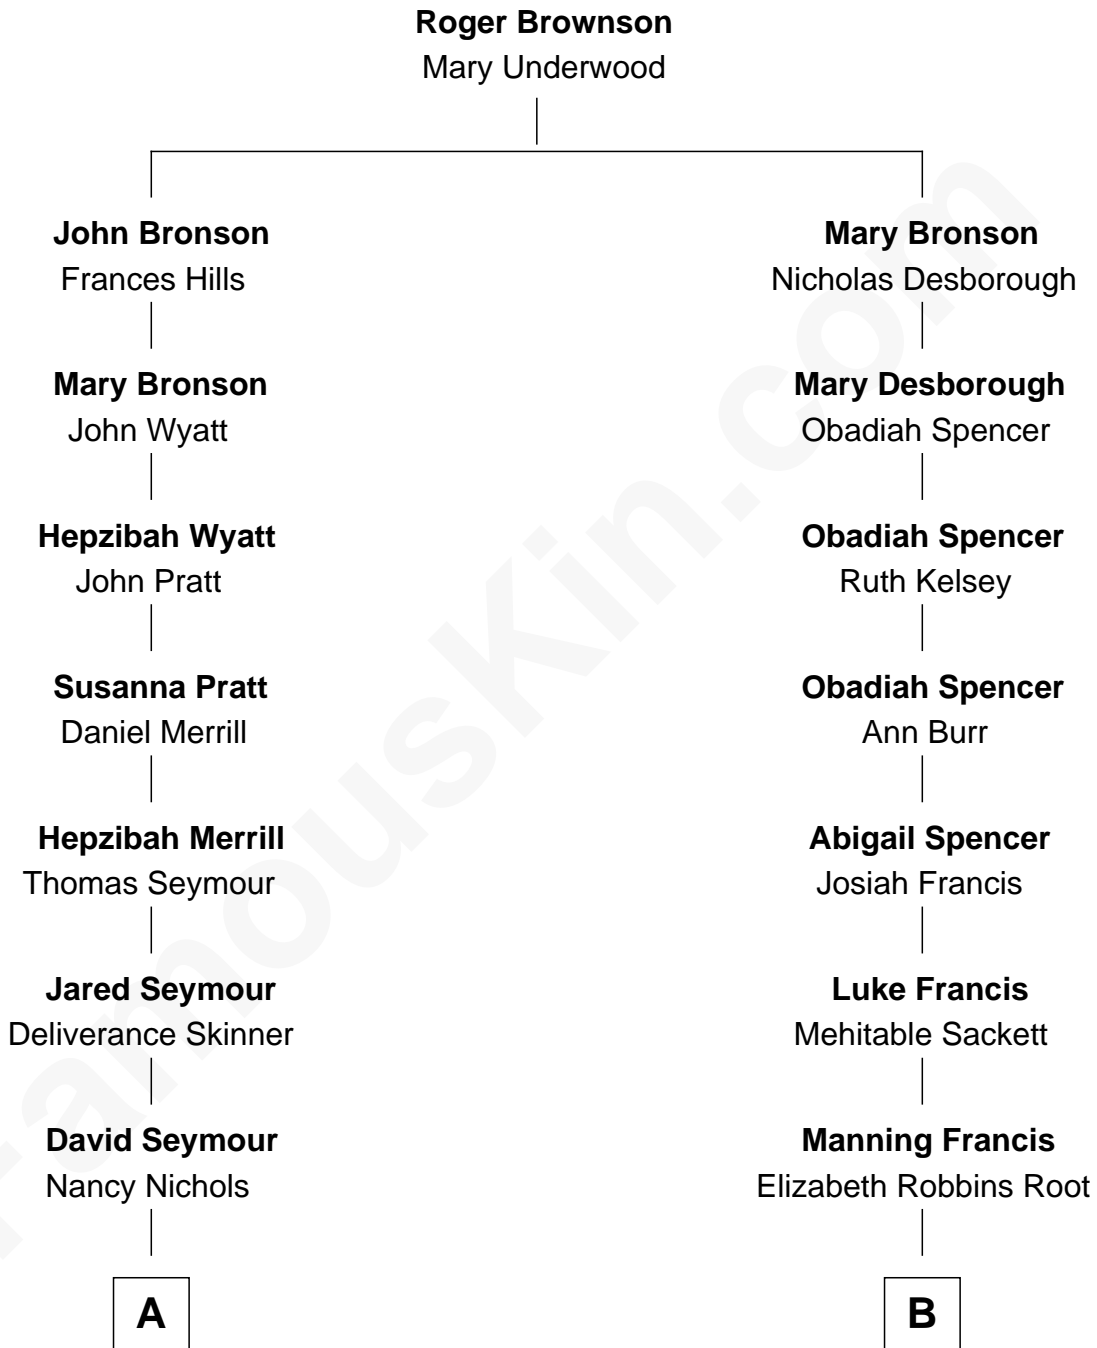 Roger Brownson
Mary Underwood
John Bronson
Frances Hills
Mary Bronson
Nicholas Desborough
Mary Bronson
John Wyatt
Mary Desborough
Obadiah Spencer
Hepzibah Wyatt
John Pratt
Obadiah Spencer
Ruth Kelsey
Susanna Pratt
Daniel Merrill
Obadiah Spencer
Ann Burr
Hepzibah Merrill
Thomas Seymour
Abigail Spencer
Josiah Francis
Jared Seymour
Deliverance Skinner
Luke Francis
Mehitable Sackett
David Seymour
Nancy Nichols
Manning Francis
Elizabeth Robbins Root
A
B
FamousKin.com